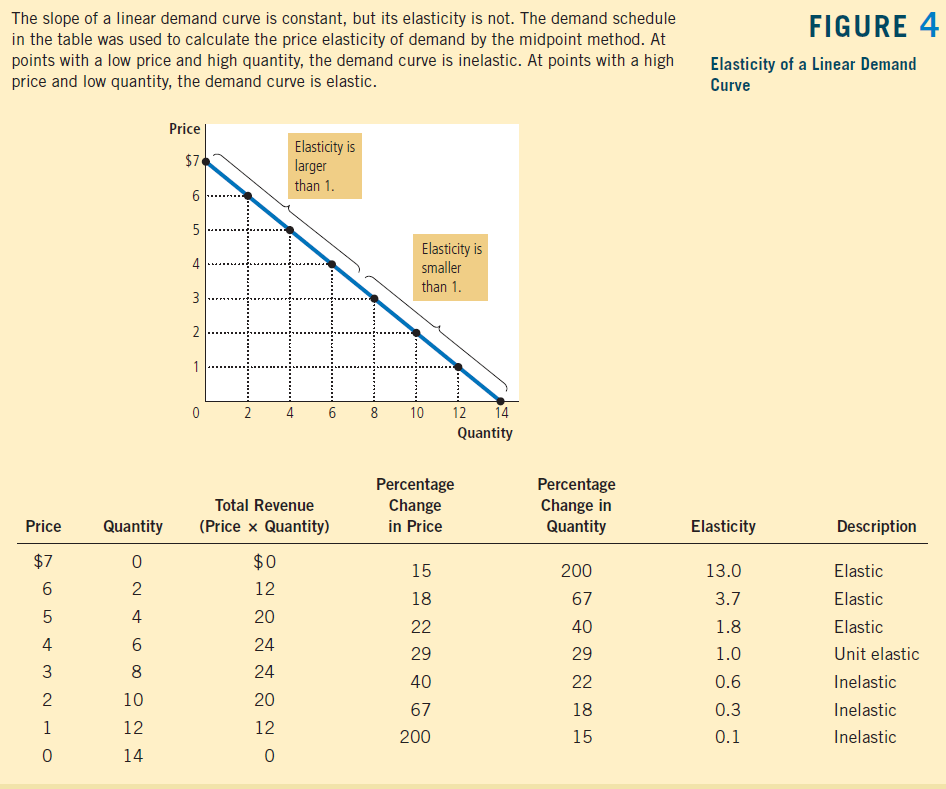 The slope of a linear demand curve is constant, but its elasticity is not. The demand schedule
in the table was used to calculate the price elasticity of demand by the midpoint method. At
points with a low price and high quantity, the demand curve is inelastic. At points with a high
price and low quantity, the demand curve is elastic.
FIGURE 4
Elasticity of a Linear Demand
Curve
Price
$7
6
5
4
3
2
1
Elasticity is
larger
than 1.
Elasticity is
smaller
than 1.
0 2 4 6 8 10 12 14
Quantity
Percentage Percentage
Total Revenue Change Change in
Price Quantity (Price × Quantity) in Price Quantity Elasticity Description
$7 0 $0
15 200 13.0 Elastic
6 2 12
18 67 3.7 Elastic
5 4 20
22 40 1.8 Elastic
4 6 24
29 29 1.0 Unit elastic
3 8 24
40 22 0.6 Inelastic
2 10 20
67 18 0.3 Inelastic
1 12 12
200 15 0.1 Inelastic
0 14 0